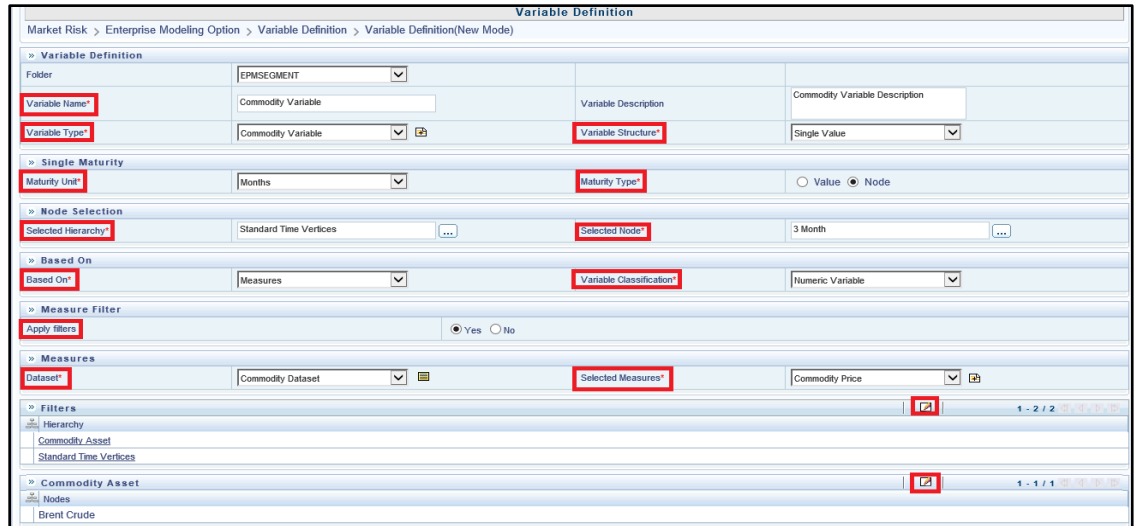 Variable Definition
Market Risk > Enterprise Modeling Option > Variable Definition > Variable Definition(New Mode)
» Variable Definition
Folder EPMSEGMENT
Variable Name* Commodity Variable Variable Description Commodity Variable Description
Variable Type* Commodity Variable Variable Structure* Single Value
» Single Maturity
Maturity Unit* Months Maturity Type* Value Node
» Node Selection
Selected Hierarchy* Standard Time Vertices ... Selected Node* 3 Month ...
» Based On
Based On* Measures Variable Classification* Numeric Variable
» Measure Filter
Apply filters Yes No
» Measures
Dataset* Commodity Dataset Selected Measures* Commodity Price
» Filters 1 - 2 / 2
Hierarchy
Commodity Asset
Standard Time Vertices
» Commodity Asset 1 - 1 / 1
Nodes
Brent Crude